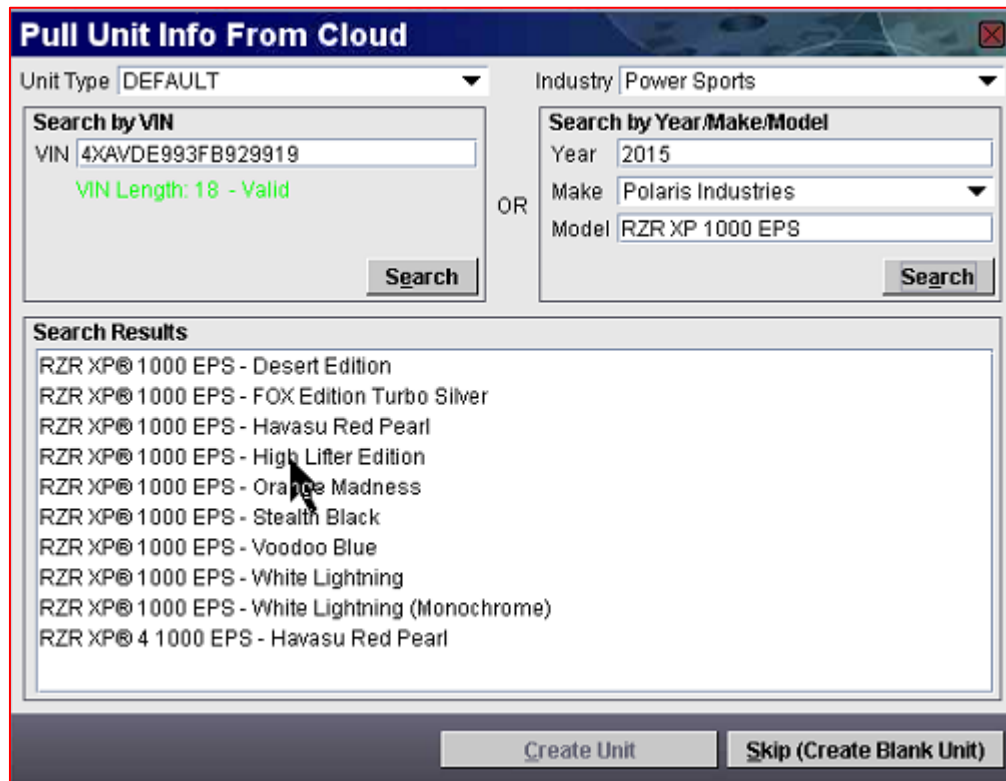 Pull Unit Info From Cloud
Unit Type DEFAULT
Industry Power Sports
Search by VIN
VIN 4XAVDE993FB929919
VIN Length: 18 - Valid
Search
OR
Search by Year/Make/Model
Year 2015
Make Polaris Industries
Model RZR XP 1000 EPS
Search
Search Results
RZR XP® 1000 EPS - Desert Edition
RZR XP® 1000 EPS - FOX Edition Turbo Silver
RZR XP® 1000 EPS - Havasu Red Pearl
RZR XP® 1000 EPS - High Lifter Edition
RZR XP® 1000 EPS - Orange Madness
RZR XP® 1000 EPS - Stealth Black
RZR XP® 1000 EPS - Voodoo Blue
RZR XP® 1000 EPS - White Lightning
RZR XP® 1000 EPS - White Lightning (Monochrome)
RZR XP® 4 1000 EPS - Havasu Red Pearl
Create Unit
Skip (Create Blank Unit)